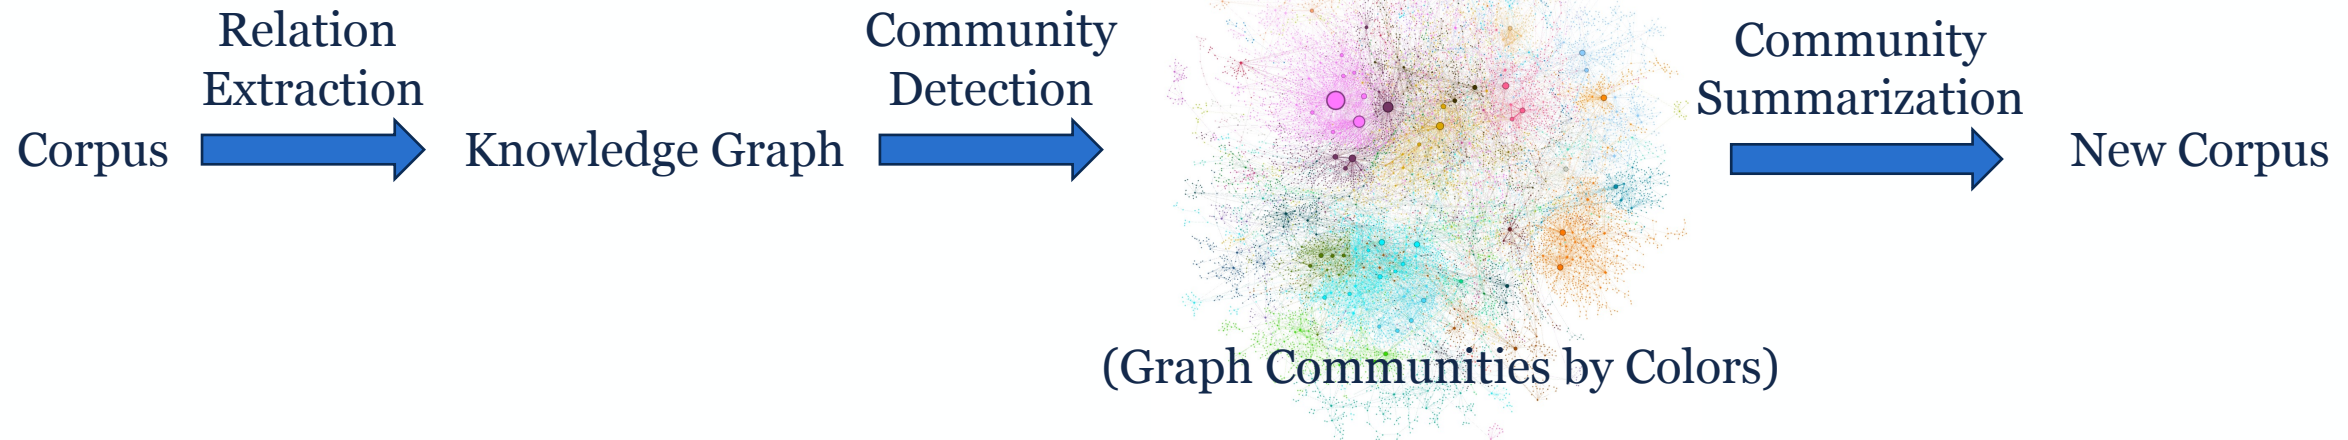 Corpus
Relation
Extraction
Knowledge Graph
Community
Detection
(Graph Communities by Colors)
Community
Summarization
New Corpus